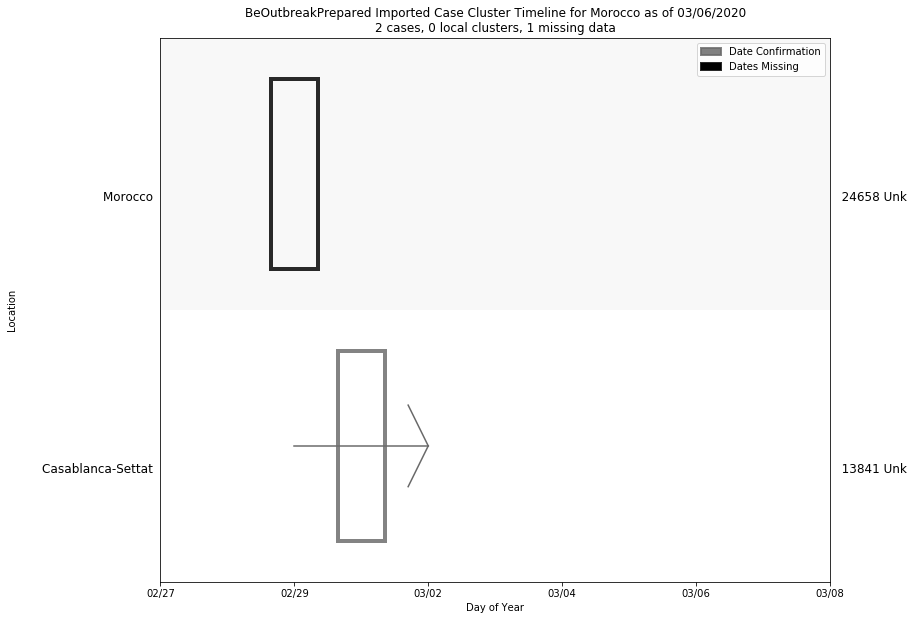 BeOutbreakPrepared Imported Case Cluster Timeline for Morocco as of 03/06/2020
2 cases, 0 local clusters, 1 missing data
Date Confirmation
Dates Missing
Morocco
24658 Unk
Location
Casablanca-Settat
13841 Unk
02/27 02/29 03/02 03/04 03/06 03/08
Day of Year